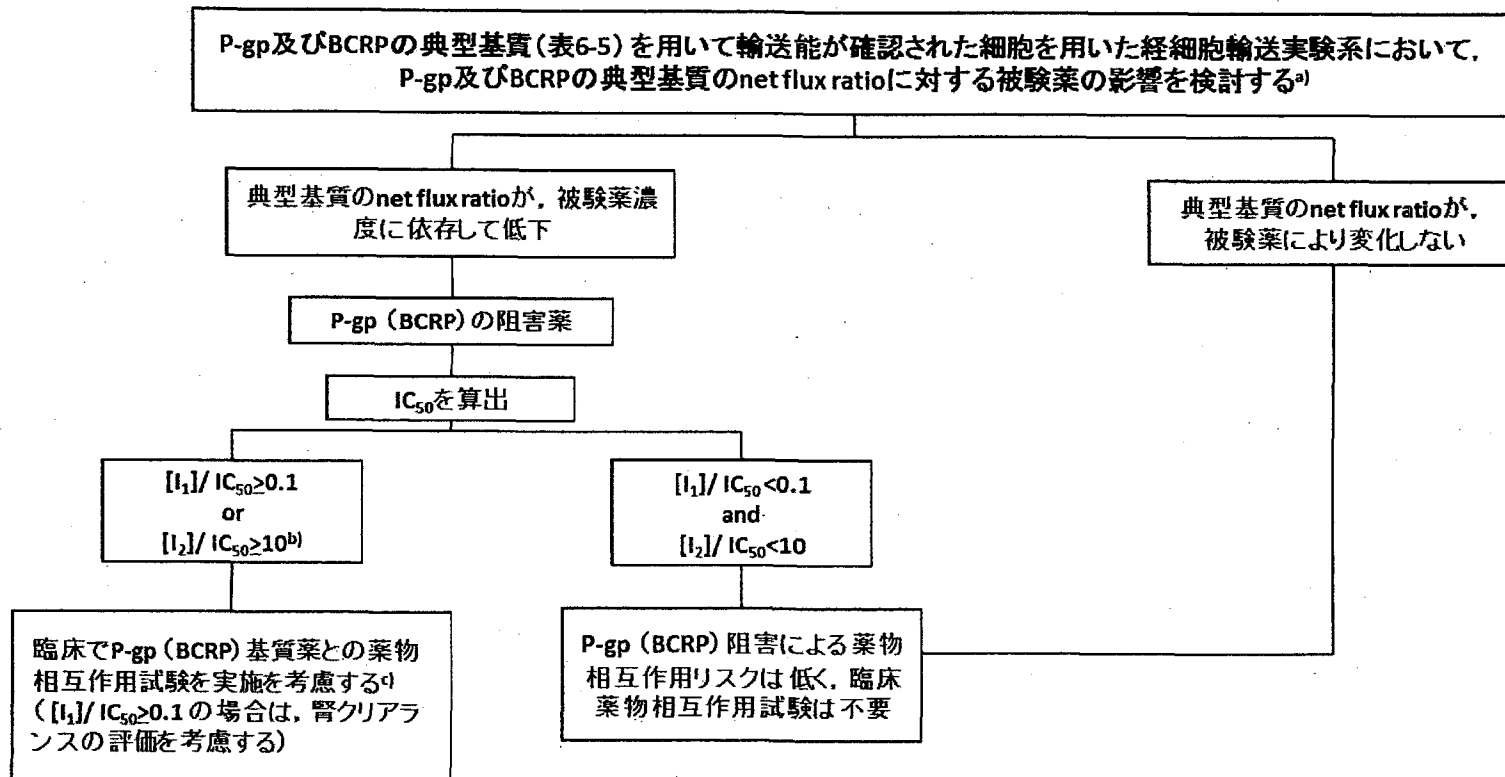 P-gp及びBCRPの典型基質(表6-5)を用いて輸送能が確認された細胞を用いた経細胞輸送実験系において,
P-gp及びBCRPの典型基質のnet flux ratioに対する被験薬の影響を検討するa)
典型基質のnet flux ratioが, 被験薬濃
度に依存して低下
典型基質のnet flux ratioが,
被験薬により変化しない
P-gp (BCRP) の阻害薬
IC50を算出
[I1]/ IC50≥0.1
or
[I2]/ IC50≥10b)
[I1]/ IC50<0.1
and
[I2]/ IC50<10
臨床でP-gp (BCRP) 基質薬との薬物
相互作用試験を実施を考慮するc)
([I1]/ IC50≥0.1 の場合は, 腎クリアラ
ンスの評価を考慮する)
P-gp (BCRP) 阻害による薬物
相互作用リスクは低く, 臨床
薬物相互作用試験は不要